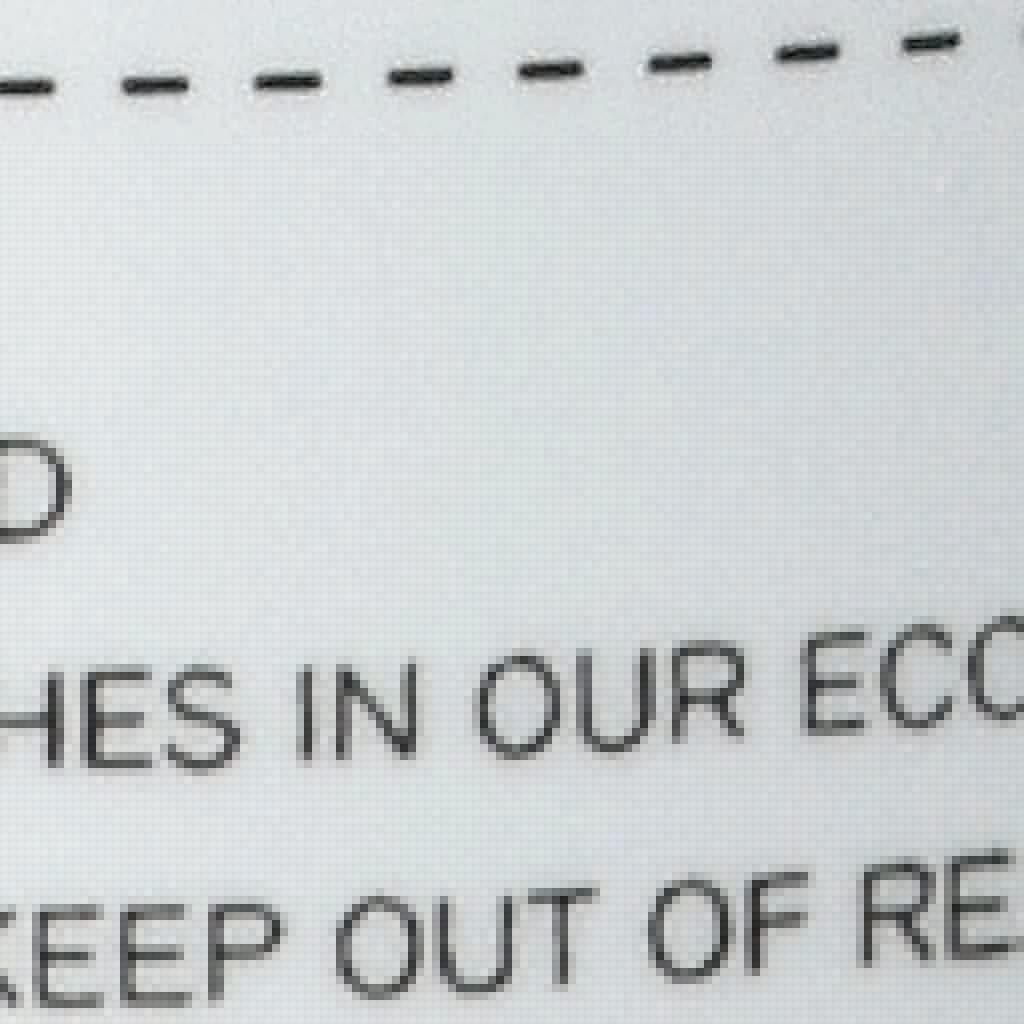 D
HES IN OUR ECO
KEEP OUT OF RE